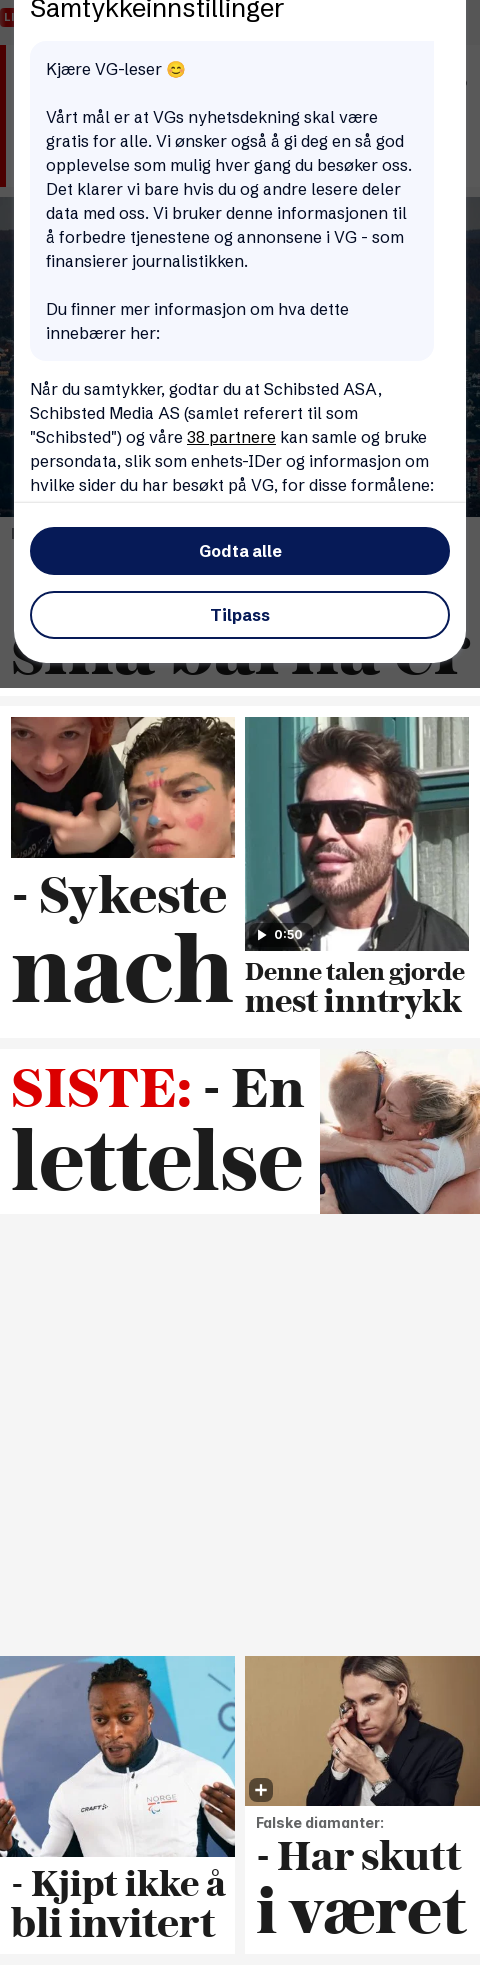 Samtykkeinnstillinger
Kjære VG-leser 😊
Vårt mål er at VGs nyhetsdekning skal være
gratis for alle. Vi ønsker også å gi deg en så god
opplevelse som mulig hver gang du besøker oss.
Det klarer vi bare hvis du og andre lesere deler
data med oss. Vi bruker denne informasjonen til
å forbedre tjenestene og annonsene i VG - som
finansierer journalistikken.
Du finner mer informasjon om hva dette
innebærer her:
Når du samtykker, godtar du at Schibsted ASA,
Schibsted Media AS (samlet referert til som
"Schibsted") og våre 38 partnere kan samle og bruke
persondata, slik som enhets-IDer og informasjon om
hvilke sider du har besøkt på VG, for disse formålene:
Godta alle
Tilpass
- Sykeste
nach
0:50
Denne talen gjorde
mest inntrykk
SISTE: - En
lettelse
CRAFT
NORGE
- Kjipt ikke å
bli invitert
Falske diamanter:
- Har skutt
i været